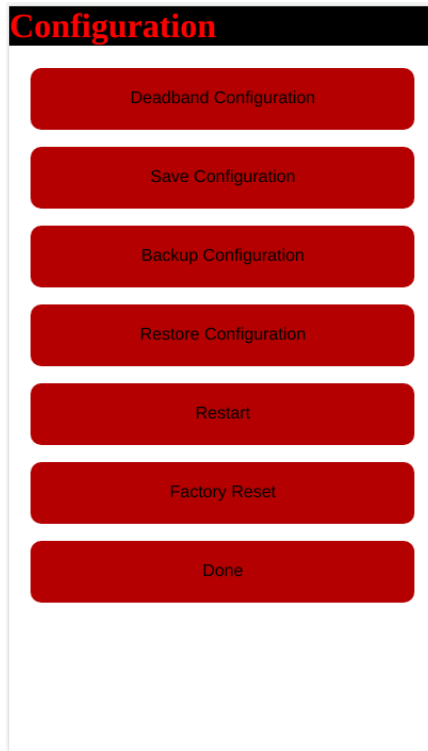 Configuration
Deadband Configuration
Save Configuration
Backup Configuration
Restore Configuration
Restart
Factory Reset
Done